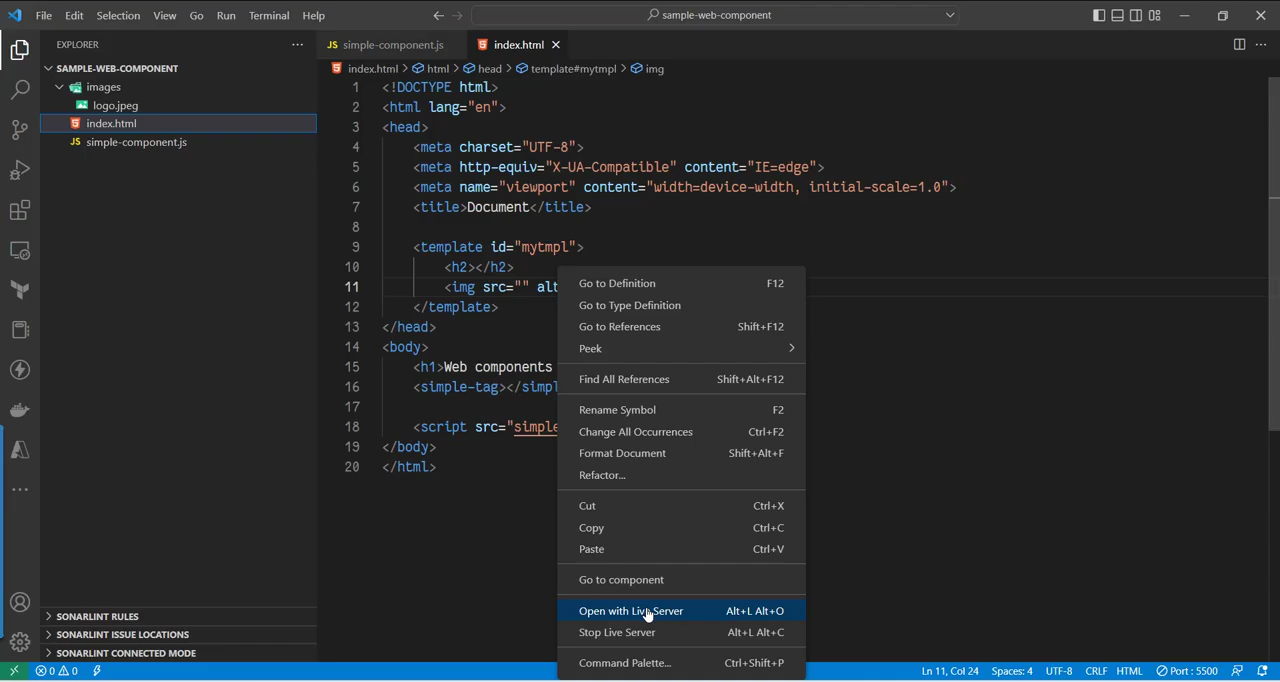 File Edit Selection View Go Run Terminal Help
sample-web-component
EXPLORER
SAMPLE-WEB-COMPONENT
images
logo.jpeg
index.html
JS simple-component.js
SONARLINT RULES
SONARLINT ISSUE LOCATIONS
SONARLINT CONNECTED MODE
JS simple-component.js
index.html
index.html > html > head > template#mytmpl > img
1 <!DOCTYPE html>
2 <html lang="en">
3 <head>
4 <meta charset="UTF-8">
5 <meta http-equiv="X-UA-Compatible" content="IE=edge">
6 <meta name="viewport" content="width=device-width, initial-scale=1.0">
7 <title>Document</title>
8
9 <template id="mytmpl">
10 <h2></h2>
11 <img src="" alt
12 </template>
13 </head>
14 <body>
15 <h1>Web components
16 <simple-tag></simpl
17
18 <script src="simple
19 </body>
20 </html>
Go to Definition F12
Go to Type Definition
Go to References Shift+F12
Peek
Find All References Shift+Alt+F12
Rename Symbol F2
Change All Occurrences Ctrl+F2
Format Document Shift+Alt+F
Refactor...
Cut Ctrl+X
Copy Ctrl+C
Paste Ctrl+V
Go to component
Open with Live Server Alt+L Alt+O
Stop Live Server Alt+L Alt+C
Command Palette... Ctrl+Shift+P
0 0
Ln 11, Col 24 Spaces: 4 UTF-8 CRLF HTML Port : 5500